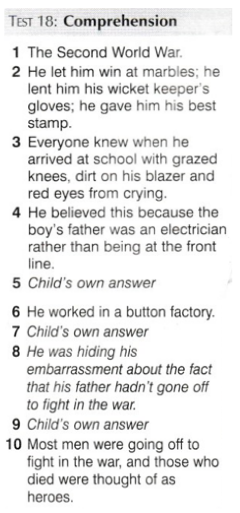 TEST 18: Comprehension
1 The Second World War.
2 He let him win at marbles; he
lent him his wicket keeper's
gloves; he gave him his best
stamp.
3 Everyone knew when he
arrived at school with grazed
knees, dirt on his blazer and
red eyes from crying.
4 He believed this because the
boy's father was an electrician
rather than being at the front
line.
5 Child's own answer
6 He worked in a button factory.
7 Child's own answer
8 He was hiding his
embarrassment about the fact
that his father hadn't gone off
to fight in the war.
9 Child's own answer
10 Most men were going off to
fight in the war, and those who
died were thought of as
heroes.